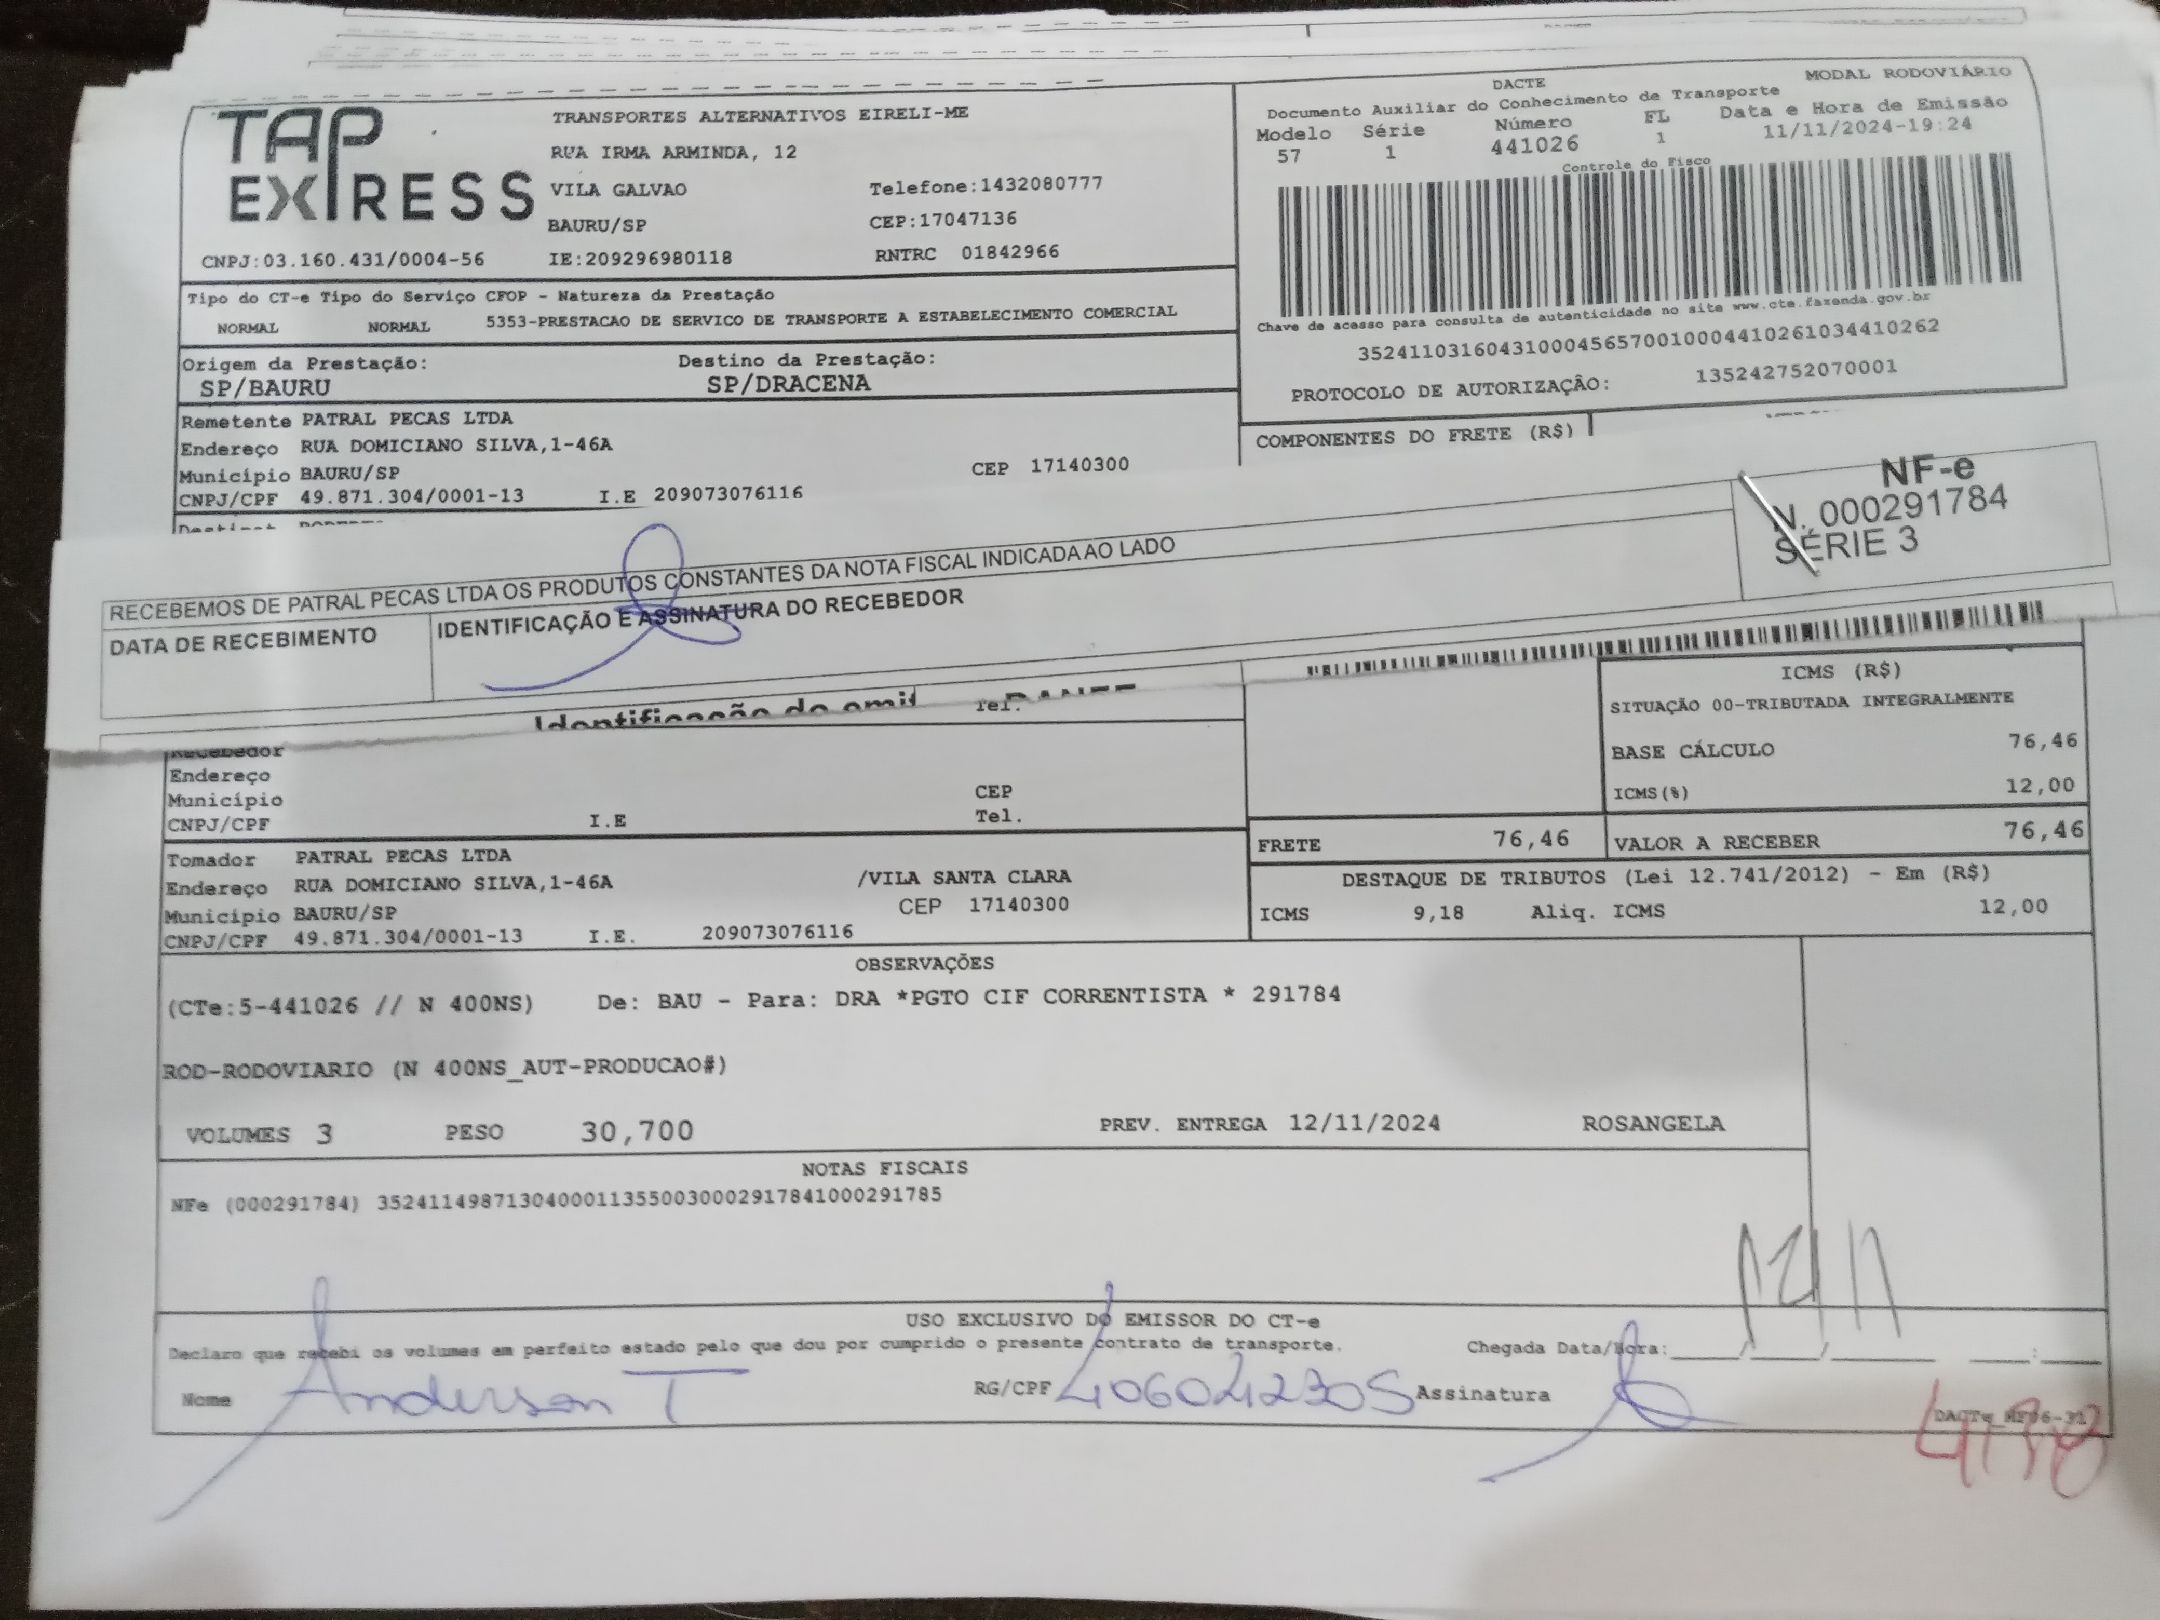 TAP EXPRESS
TRANSPORTES ALTERNATIVOS EIRELI-ME
RUA IRMA ARMINDA, 12
VILA GALVAO Telefone:1432080777
BAURU/SP CEP:17047136
CNPJ:03.160.431/0004-56 IE:209296980118 RNTRC 01842966
DACTE MODAL RODOVIÁRIO
Documento Auxiliar do Conhecimento de Transporte
Modelo Série Número FL Data e Hora de Emissão
57 1 441026 1 11/11/2024-19:24
Controle do Fisco
Chave de acesso para consulta de autenticidade no site www.cte.fazenda.gov.br
35241103160431000456570010004410261034410262
PROTOCOLO DE AUTORIZAÇÃO: 135242752070001
Tipo do CT-e Tipo do Serviço CFOP - Natureza da Prestação
NORMAL NORMAL 5353-PRESTACAO DE SERVICO DE TRANSPORTE A ESTABELECIMENTO COMERCIAL
Origem da Prestação: Destino da Prestação:
SP/BAURU SP/DRACENA
Remetente PATRAL PECAS LTDA
Endereço RUA DOMICIANO SILVA,1-46A
Município BAURU/SP CEP 17140300
CNPJ/CPF 49.871.304/0001-13 I.E 209073076116
COMPONENTES DO FRETE (R$)
NF-e
N. 000291784
SÉRIE 3
RECEBEMOS DE PATRAL PECAS LTDA OS PRODUTOS CONSTANTES DA NOTA FISCAL INDICADA AO LADO
DATA DE RECEBIMENTO IDENTIFICAÇÃO E ASSINATURA DO RECEBEDOR
Tel.
Recebedor
Endereço
Município CEP
CNPJ/CPF I.E Tel.
ICMS (R$)
SITUAÇÃO 00-TRIBUTADA INTEGRALMENTE
BASE CÁLCULO 76,46
ICMS(%) 12,00
FRETE 76,46 VALOR A RECEBER 76,46
Tomador PATRAL PECAS LTDA
Endereço RUA DOMICIANO SILVA,1-46A /VILA SANTA CLARA
Município BAURU/SP CEP 17140300
CNPJ/CPF 49.871.304/0001-13 I.E. 209073076116
DESTAQUE DE TRIBUTOS (Lei 12.741/2012) - Em (R$)
ICMS 9,18 Aliq. ICMS 12,00
OBSERVAÇÕES
(CTe:5-441026 // N 400NS) De: BAU - Para: DRA *PGTO CIF CORRENTISTA * 291784
ROD-RODOVIARIO (N 400NS_AUT-PRODUCAO#)
VOLUMES 3 PESO 30,700 PREV. ENTREGA 12/11/2024 ROSANGELA
NOTAS FISCAIS
NFe (000291784) 35241149871304000113550030002917841000291785
USO EXCLUSIVO DO EMISSOR DO CT-e
Declaro que recebi os volumes em perfeito estado pelo que dou por cumprido o presente contrato de transporte. Chegada Data/Hora:____/____/____ ____:____
Nome Anderson T RG/CPF 406042305 Assinatura